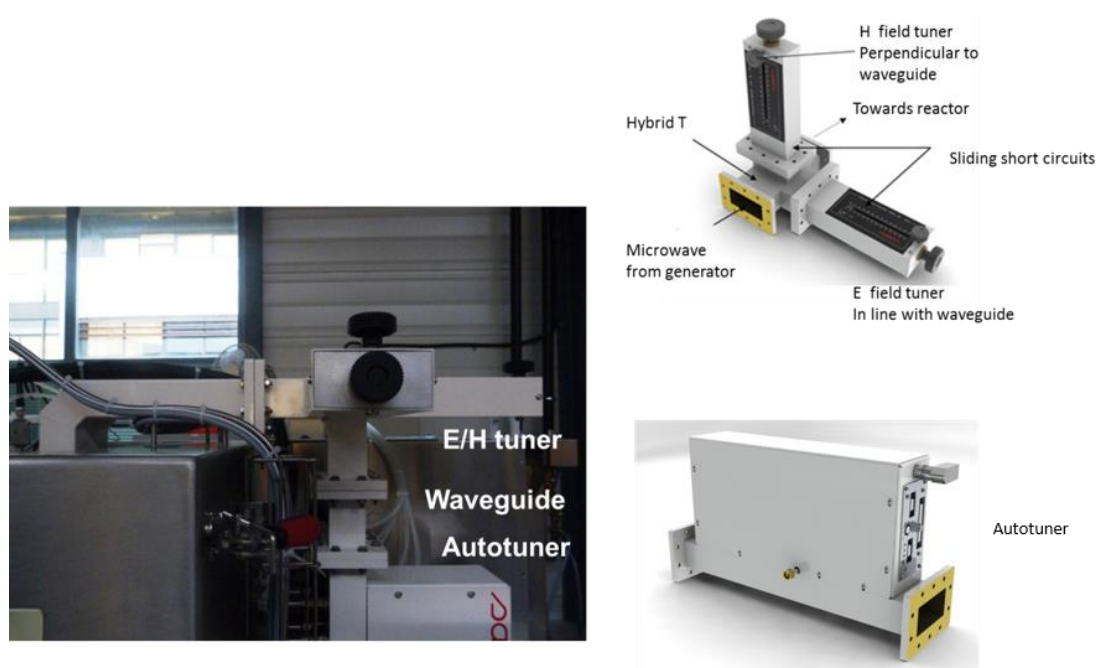 H field tuner
Perpendicular to
waveguide
Towards reactor
Hybrid T
Sliding short circuits
Microwave
from generator
E field tuner
In line with waveguide
E/H tuner
Waveguide
Autotuner
Autotuner